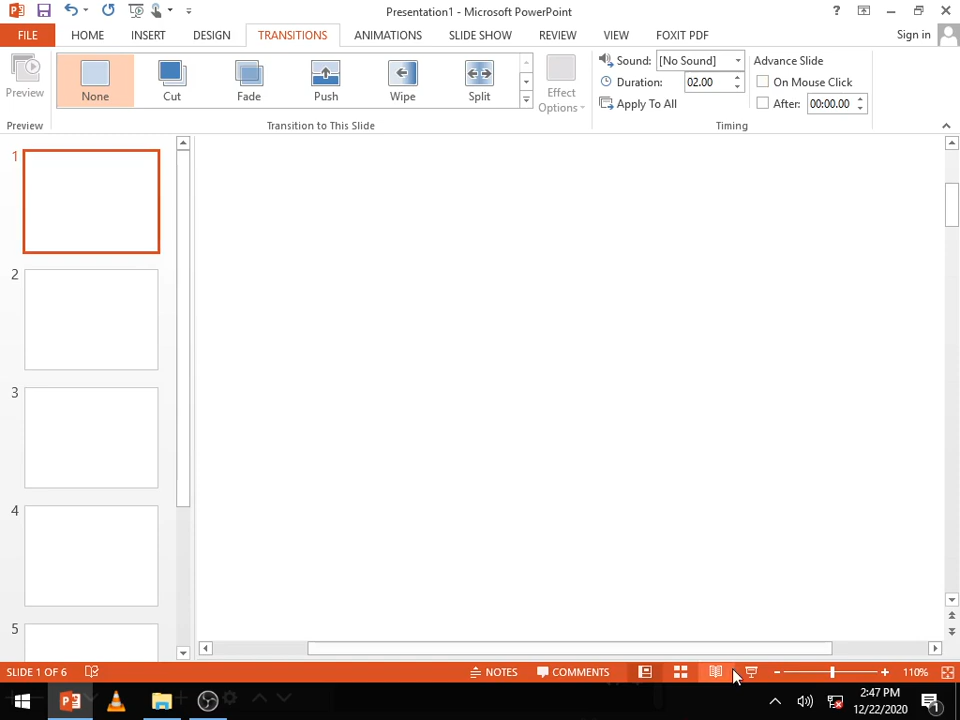 Presentation1 - Microsoft PowerPoint
?
FILE HOME INSERT DESIGN TRANSITIONS ANIMATIONS SLIDE SHOW REVIEW VIEW FOXIT PDF Sign in
Preview
None Cut Fade Push Wipe Split
Effect
Options
Sound: [No Sound]
Duration: 02.00
Apply To All
Advance Slide
On Mouse Click
After: 00:00.00
Preview Transition to This Slide Timing
1
2
3
4
5
SLIDE 1 OF 6 NOTES COMMENTS 110%
2:47 PM
12/22/2020
1